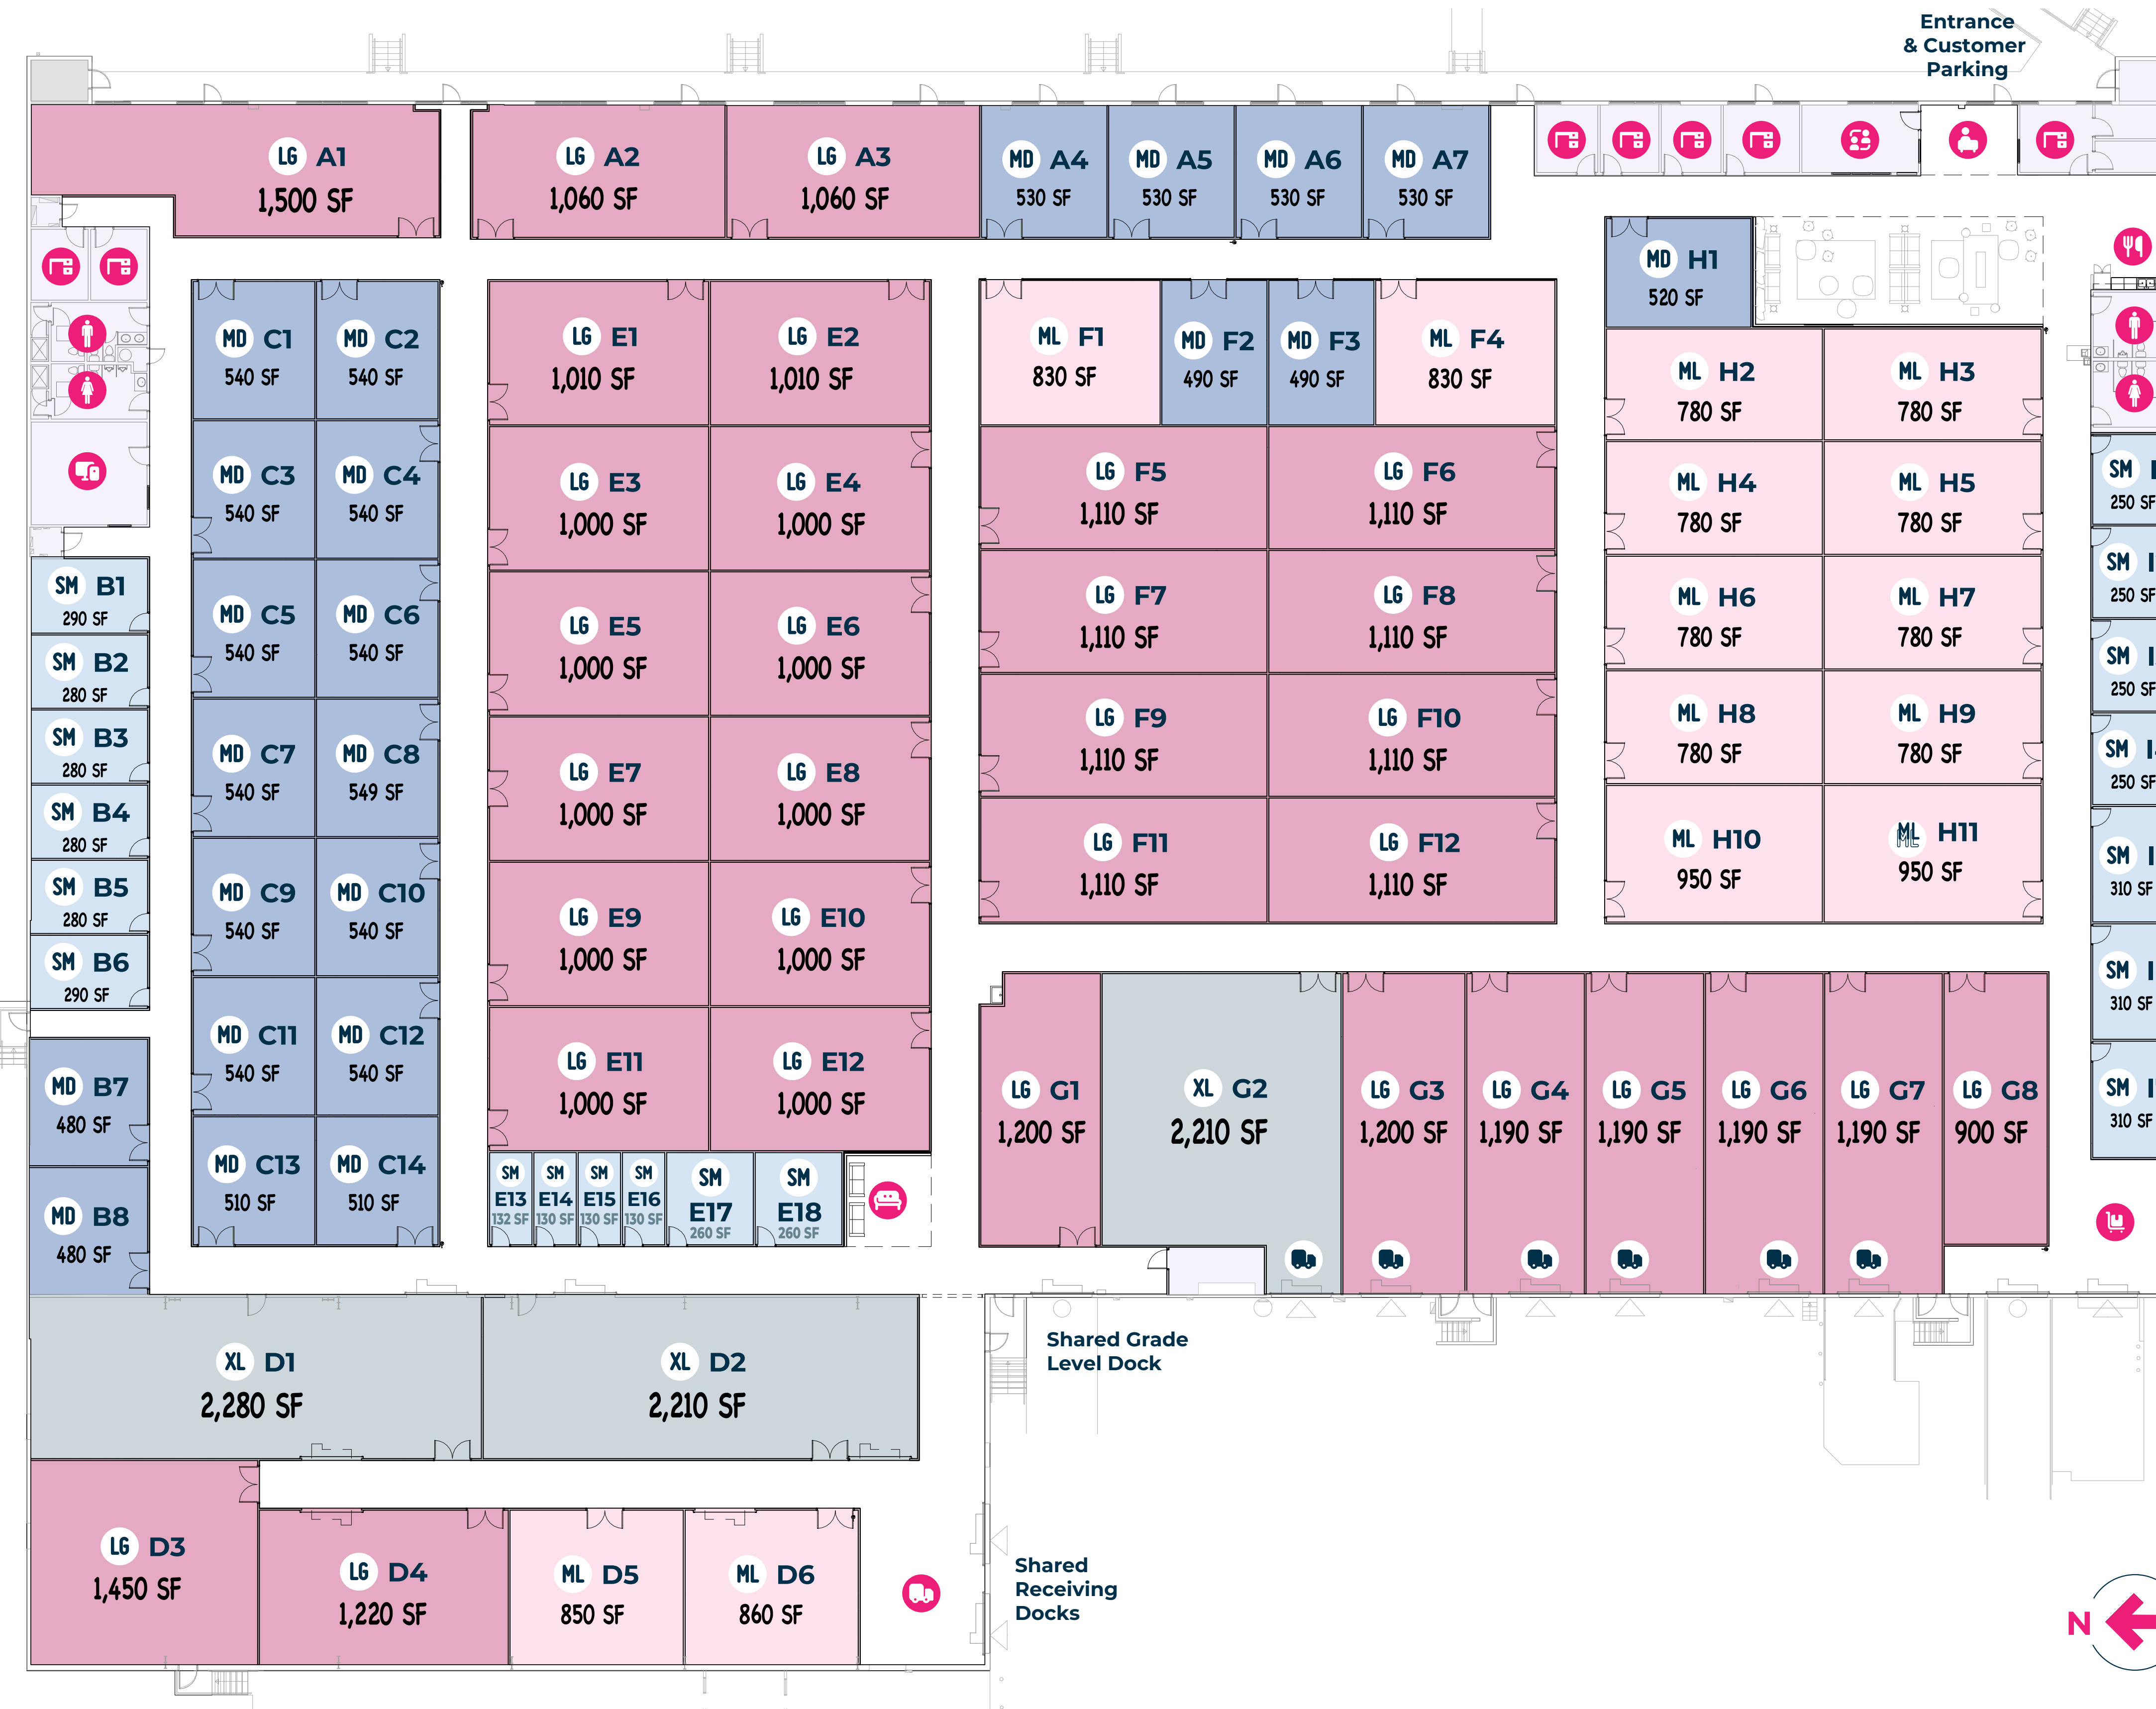 Entrance
& Customer
Parking
LG A1
1,500 SF
LG A2
1,060 SF
LG A3
1,060 SF
MD A4
530 SF
MD A5
530 SF
MD A6
530 SF
MD A7
530 SF
MD H1
520 SF
MD C1
540 SF
MD C2
540 SF
LG E1
1,010 SF
LG E2
1,010 SF
ML F1
830 SF
MD F2
490 SF
MD F3
490 SF
ML F4
830 SF
ML H2
780 SF
ML H3
780 SF
MD C3
540 SF
MD C4
540 SF
LG E3
1,000 SF
LG E4
1,000 SF
LG F5
1,110 SF
LG F6
1,110 SF
ML H4
780 SF
ML H5
780 SF
SM
250 SF
SM B1
290 SF
MD C5
540 SF
MD C6
540 SF
LG E5
1,000 SF
LG E6
1,000 SF
LG F7
1,110 SF
LG F8
1,110 SF
ML H6
780 SF
ML H7
780 SF
SM I
250 SF
SM B2
280 SF
SM I
250 SF
SM B3
280 SF
MD C7
540 SF
MD C8
549 SF
LG E7
1,000 SF
LG E8
1,000 SF
LG F9
1,110 SF
LG F10
1,110 SF
ML H8
780 SF
ML H9
780 SF
SM I
250 SF
SM B4
280 SF
LG F11
1,110 SF
LG F12
1,110 SF
ML H10
950 SF
ML H11
950 SF
SM I
310 SF
SM B5
280 SF
MD C9
540 SF
MD C10
540 SF
LG E9
1,000 SF
LG E10
1,000 SF
SM B6
290 SF
SM I
310 SF
MD B7
480 SF
MD C11
540 SF
MD C12
540 SF
LG E11
1,000 SF
LG E12
1,000 SF
LG G1
1,200 SF
XL G2
2,210 SF
LG G3
1,200 SF
LG G4
1,190 SF
LG G5
1,190 SF
LG G6
1,190 SF
LG G7
1,190 SF
LG G8
900 SF
SM I
310 SF
MD B8
480 SF
MD C13
510 SF
MD C14
510 SF
SM
E13
132 SF
SM
E14
130 SF
SM
E15
130 SF
SM
E16
130 SF
SM
E17
260 SF
SM
E18
260 SF
XL D1
2,280 SF
XL D2
2,210 SF
Shared Grade
Level Dock
LG D3
1,450 SF
LG D4
1,220 SF
ML D5
850 SF
ML D6
860 SF
Shared
Receiving
Docks
N